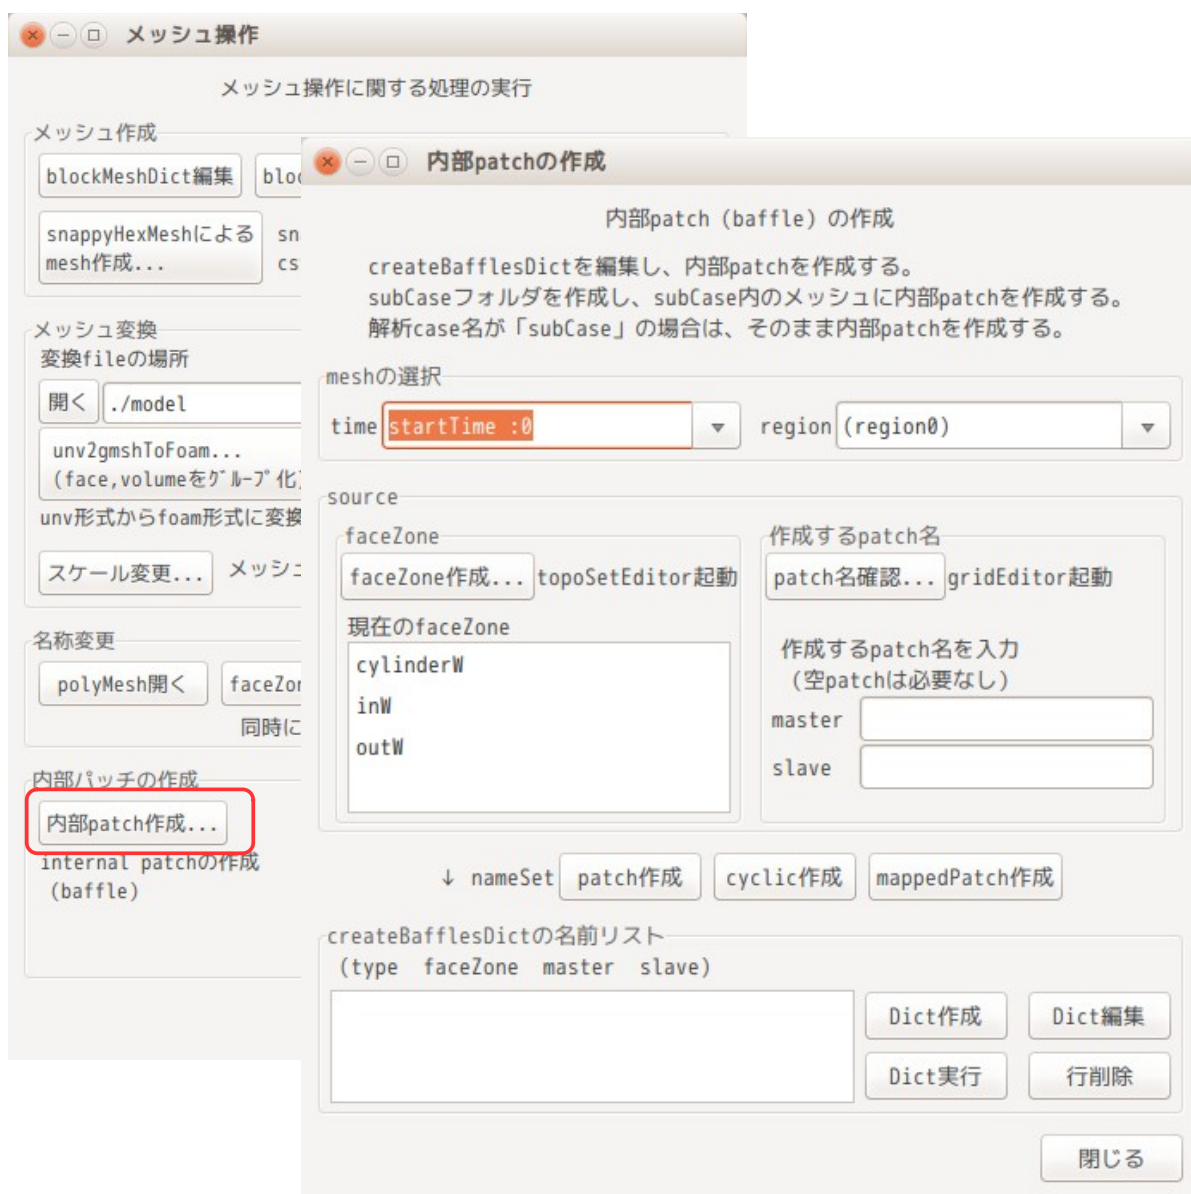 メッシュ操作
メッシュ操作に関する処理の実行
メッシュ作成
blockMeshDict編集
snappyHexMeshによる
mesh作成...
メッシュ変換
変換fileの場所
開く ./model
unv2gmshToFoam...
(face,volumeをｸﾞﾙｰﾌﾟ化
unv形式からfoam形式に変換
スケール変更...
名称変更
polyMesh開く
同時に
内部パッチの作成
内部patch作成...
internal patchの作成
(baffle)
内部patchの作成
内部patch (baffle) の作成
createBafflesDictを編集し、内部patchを作成する。
subCaseフォルダを作成し、subCase内のメッシュに内部patchを作成する。
解析case名が「subCase」の場合は、そのまま内部patchを作成する。
meshの選択
time startTime :0 region (region0)
source
faceZone
faceZone作成... topoSetEditor起動
現在のfaceZone
cylinderW
inW
outW
作成するpatch名
patch名確認... gridEditor起動
作成するpatch名を入力
(空patchは必要なし)
master
slave
↓ nameSet patch作成 cyclic作成 mappedPatch作成
createBafflesDictの名前リスト
(type faceZone master slave)
Dict作成 Dict編集
Dict実行 行削除
閉じる